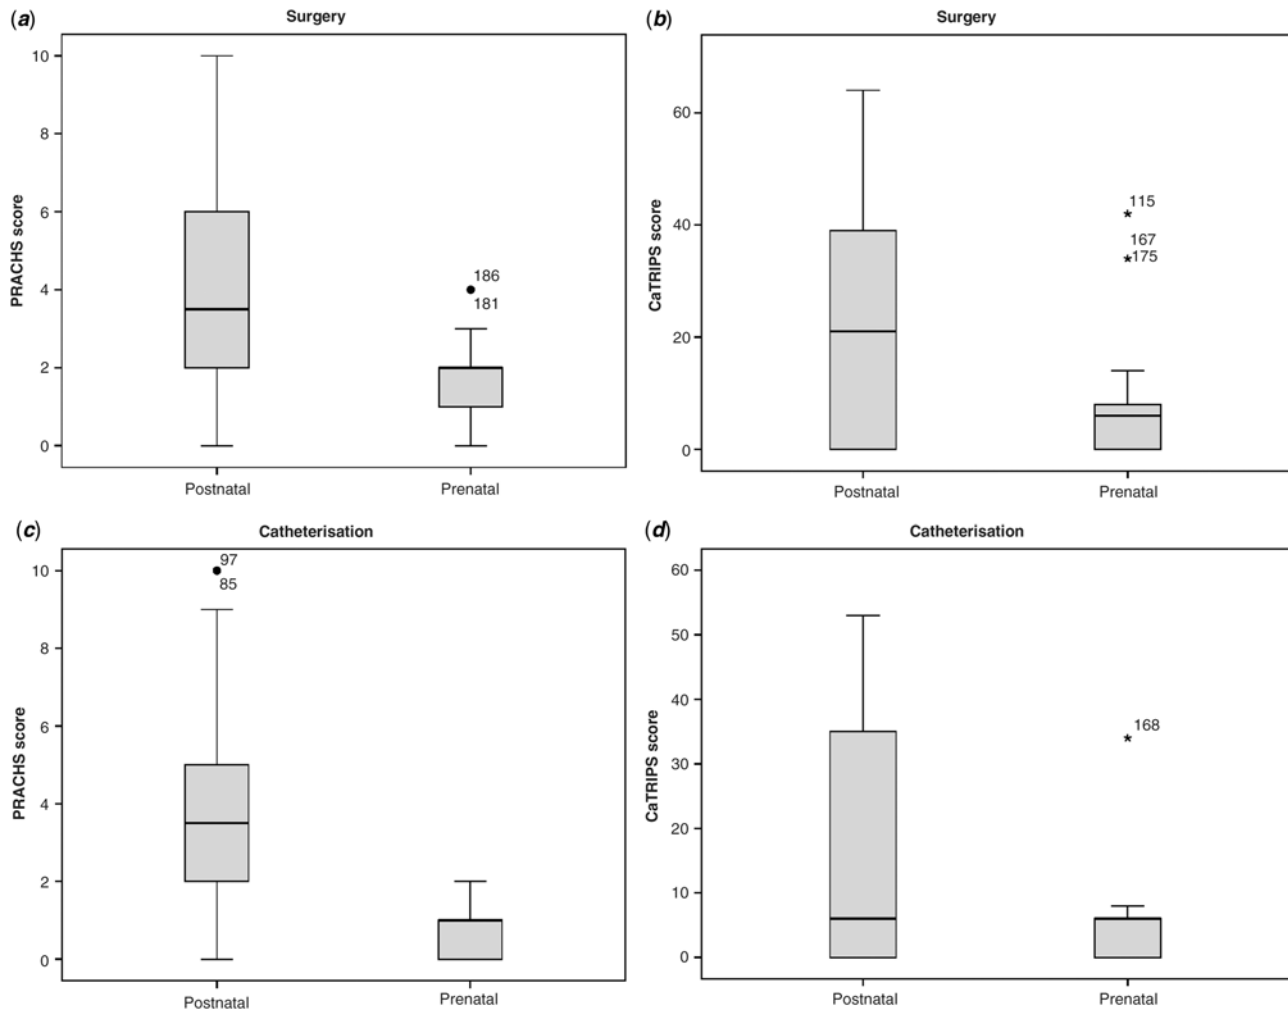 (a)
Surgery
PRACHS score
10
8
6
4
2
0
186
181
Postnatal
Prenatal
(b)
Surgery
CaTRIPS score
60
40
20
0
115
167
175
Postnatal
Prenatal
(c)
Catheterisation
PRACHS score
10
8
6
4
2
0
97
85
Postnatal
Prenatal
(d)
Catheterisation
CaTRIPS score
60
50
40
30
20
10
0
168
Postnatal
Prenatal